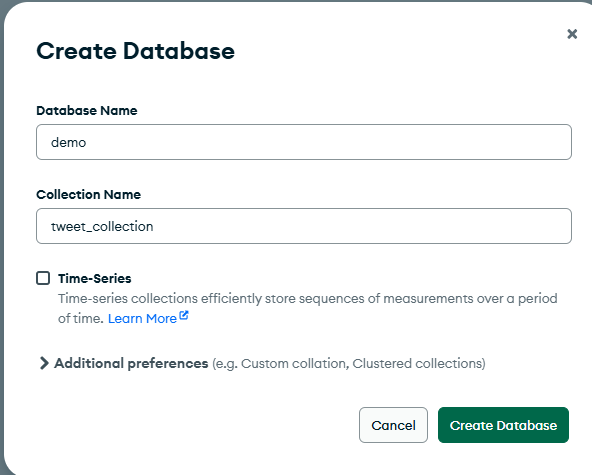 Create Database
Database Name
demo
Collection Name
tweet_collection
Time-Series
Time-series collections efficiently store sequences of measurements over a period
of time. Learn More
Additional preferences (e.g. Custom collation, Clustered collections)
Cancel Create Database